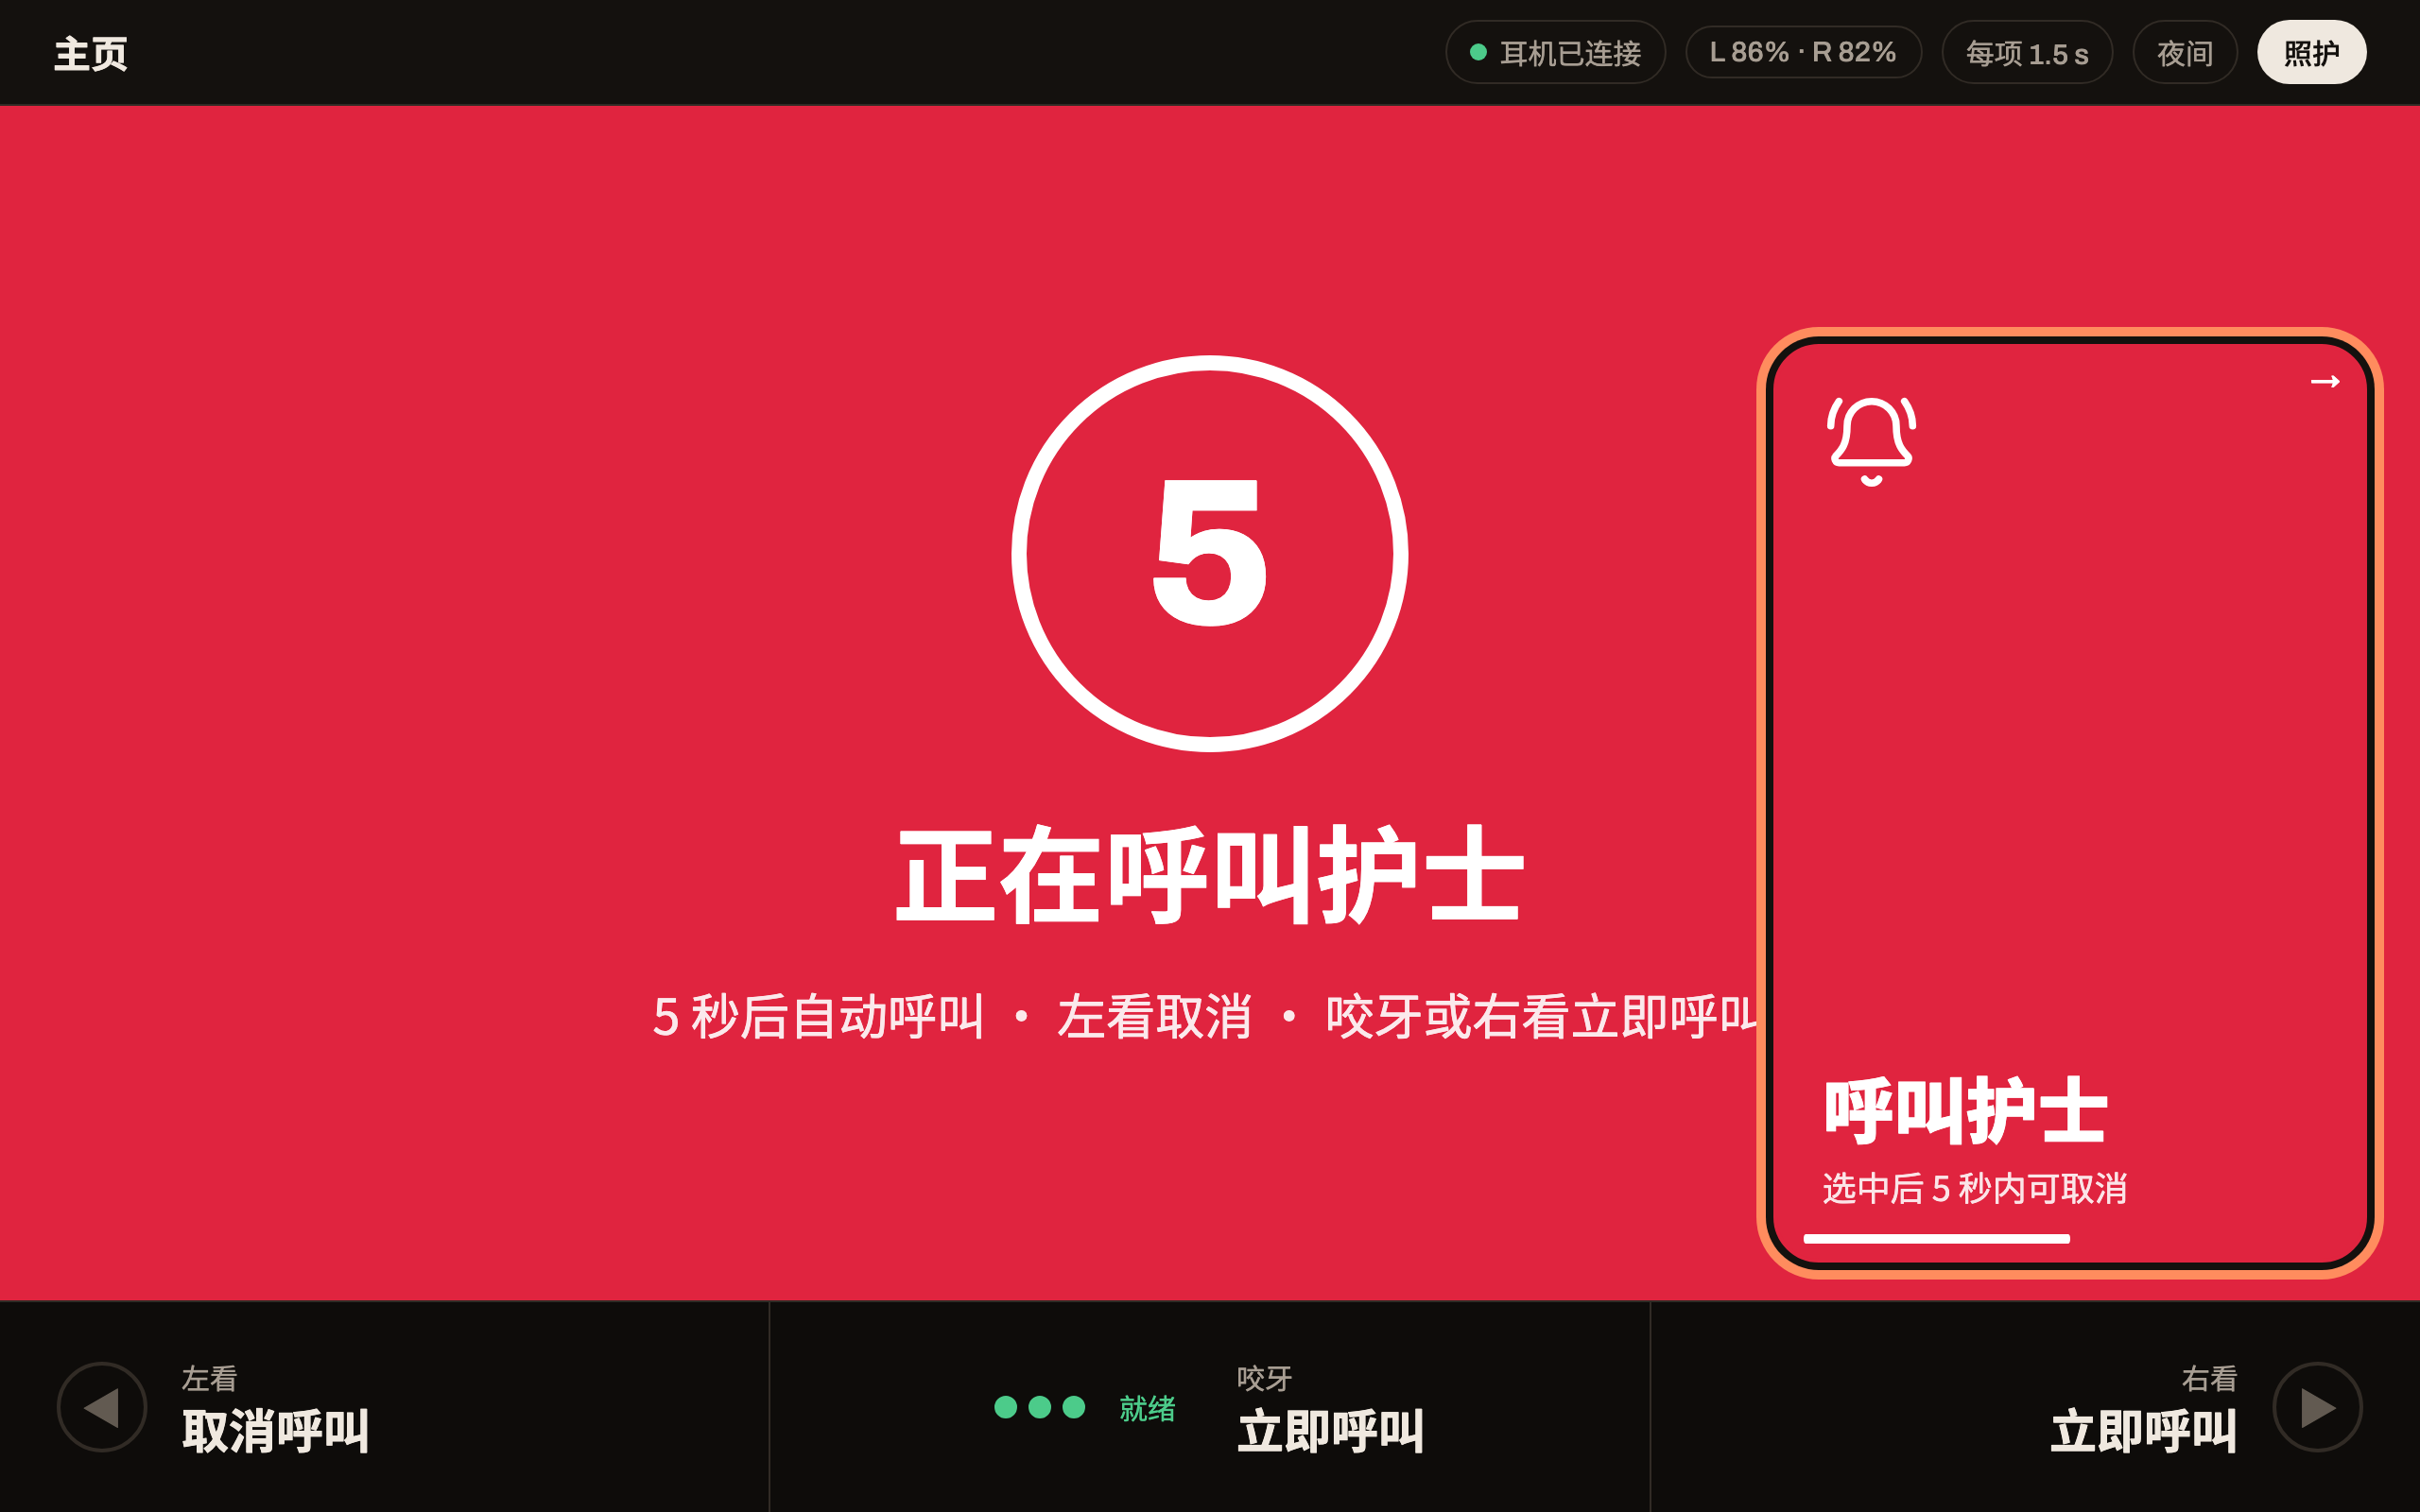 主页
耳机已连接
L 86% · R 82%
每项 1.5 s
夜间
照护
5
正在呼叫护士
5 秒后自动呼叫 · 左看取消 · 咬牙或右看立即呼叫
→
呼叫护士
选中后 5 秒内可取消
左看
取消呼叫
就绪
咬牙
立即呼叫
右看
立即呼叫